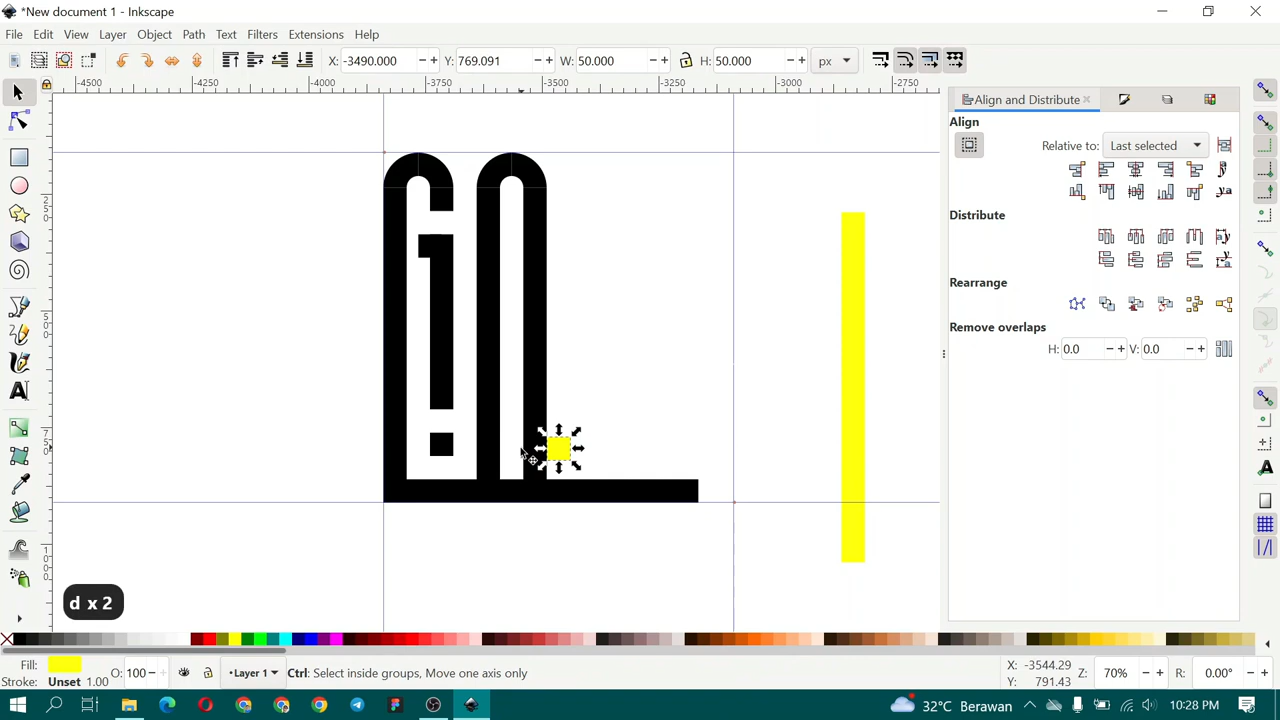 *New document 1 - Inkscape
File Edit View Layer Object Path Text Filters Extensions Help
X: -3490.000 Y: 769.091 W: 50.000 H: 50.000 px
-4500 -4250 -4000 -3750 -3500 -3250 -3000 -2750
Align and Distribute
Align
Relative to: Last selected
Distribute
Rearrange
Remove overlaps
H: 0.0 V: 0.0
d x 2
Fill: O: 100 Layer 1 Ctrl: Select inside groups, Move one axis only X: -3544.29 Z: 70% R: 0.00°
Stroke: Unset 1.00 Y: 791.43
32°C Berawan 10:28 PM